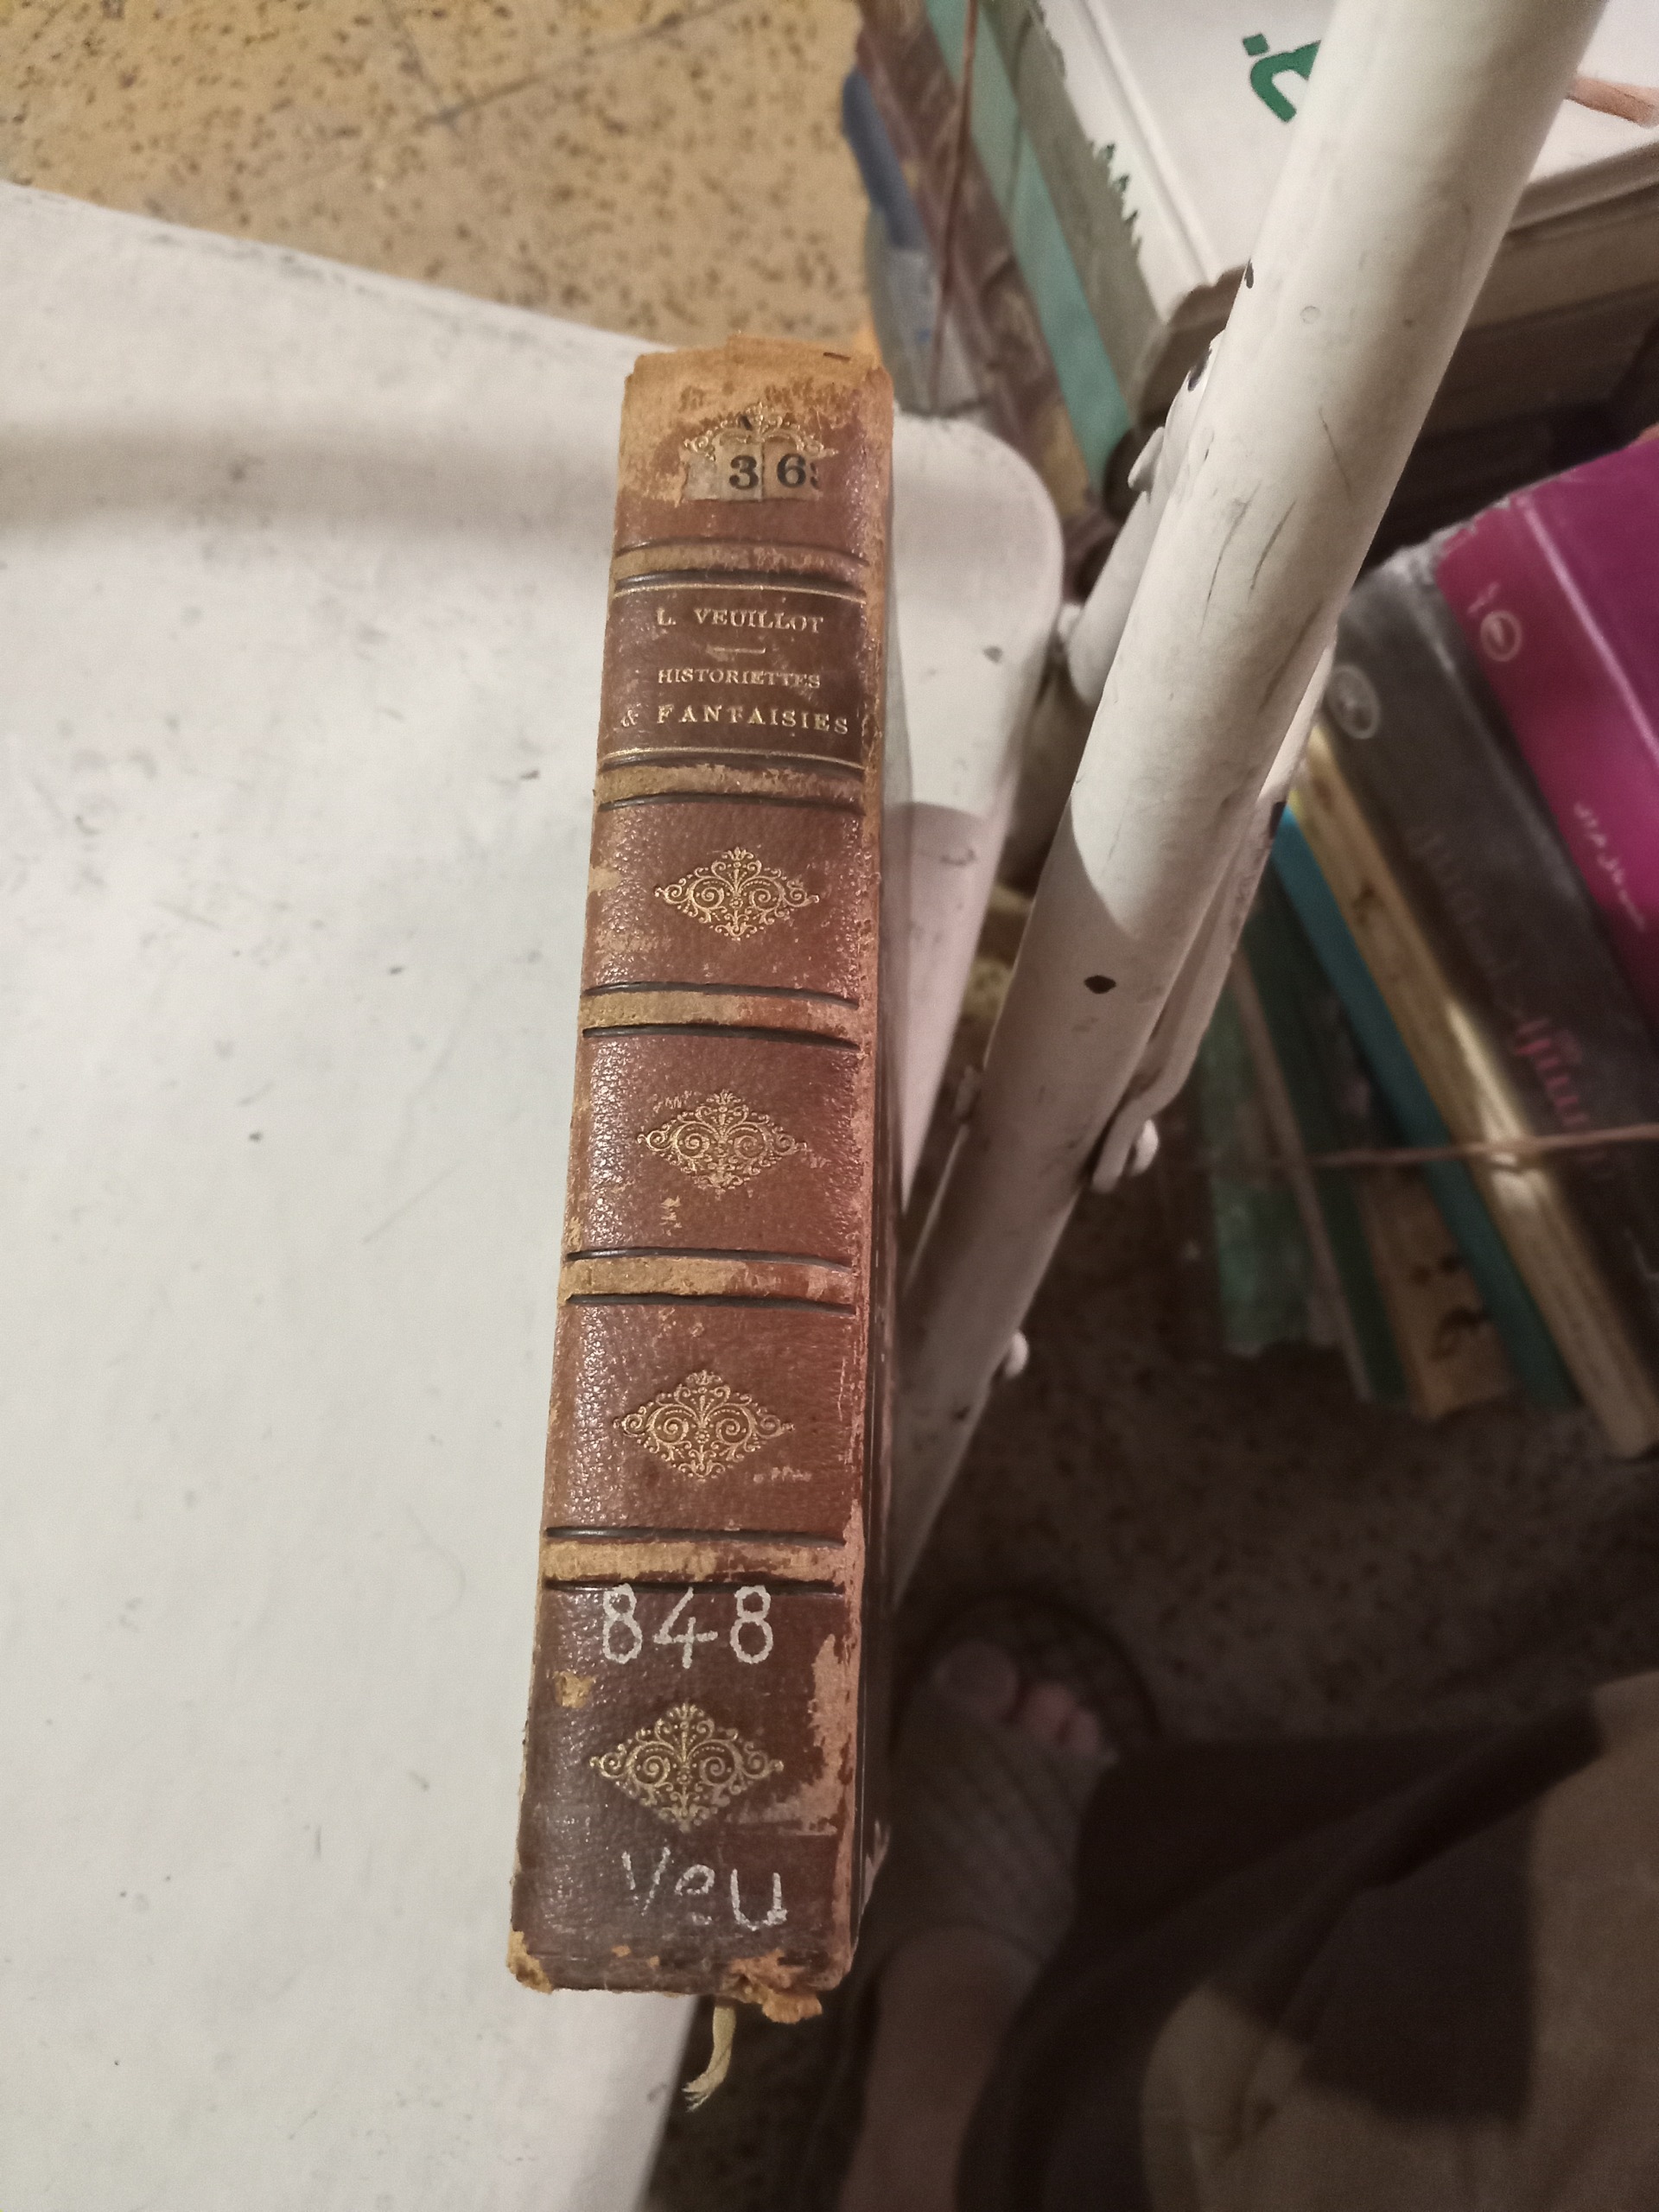 36
L. VEUILLOT
HISTORIETTES
& FANTAISIES
848
Veu